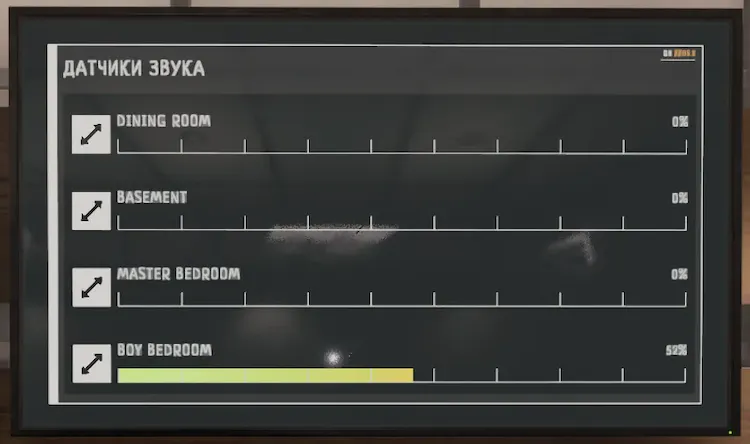 ДАТЧИКИ ЗВУКА
DINING ROOM 0%
BASEMENT 0%
MASTER BEDROOM 0%
BOY BEDROOM 52%